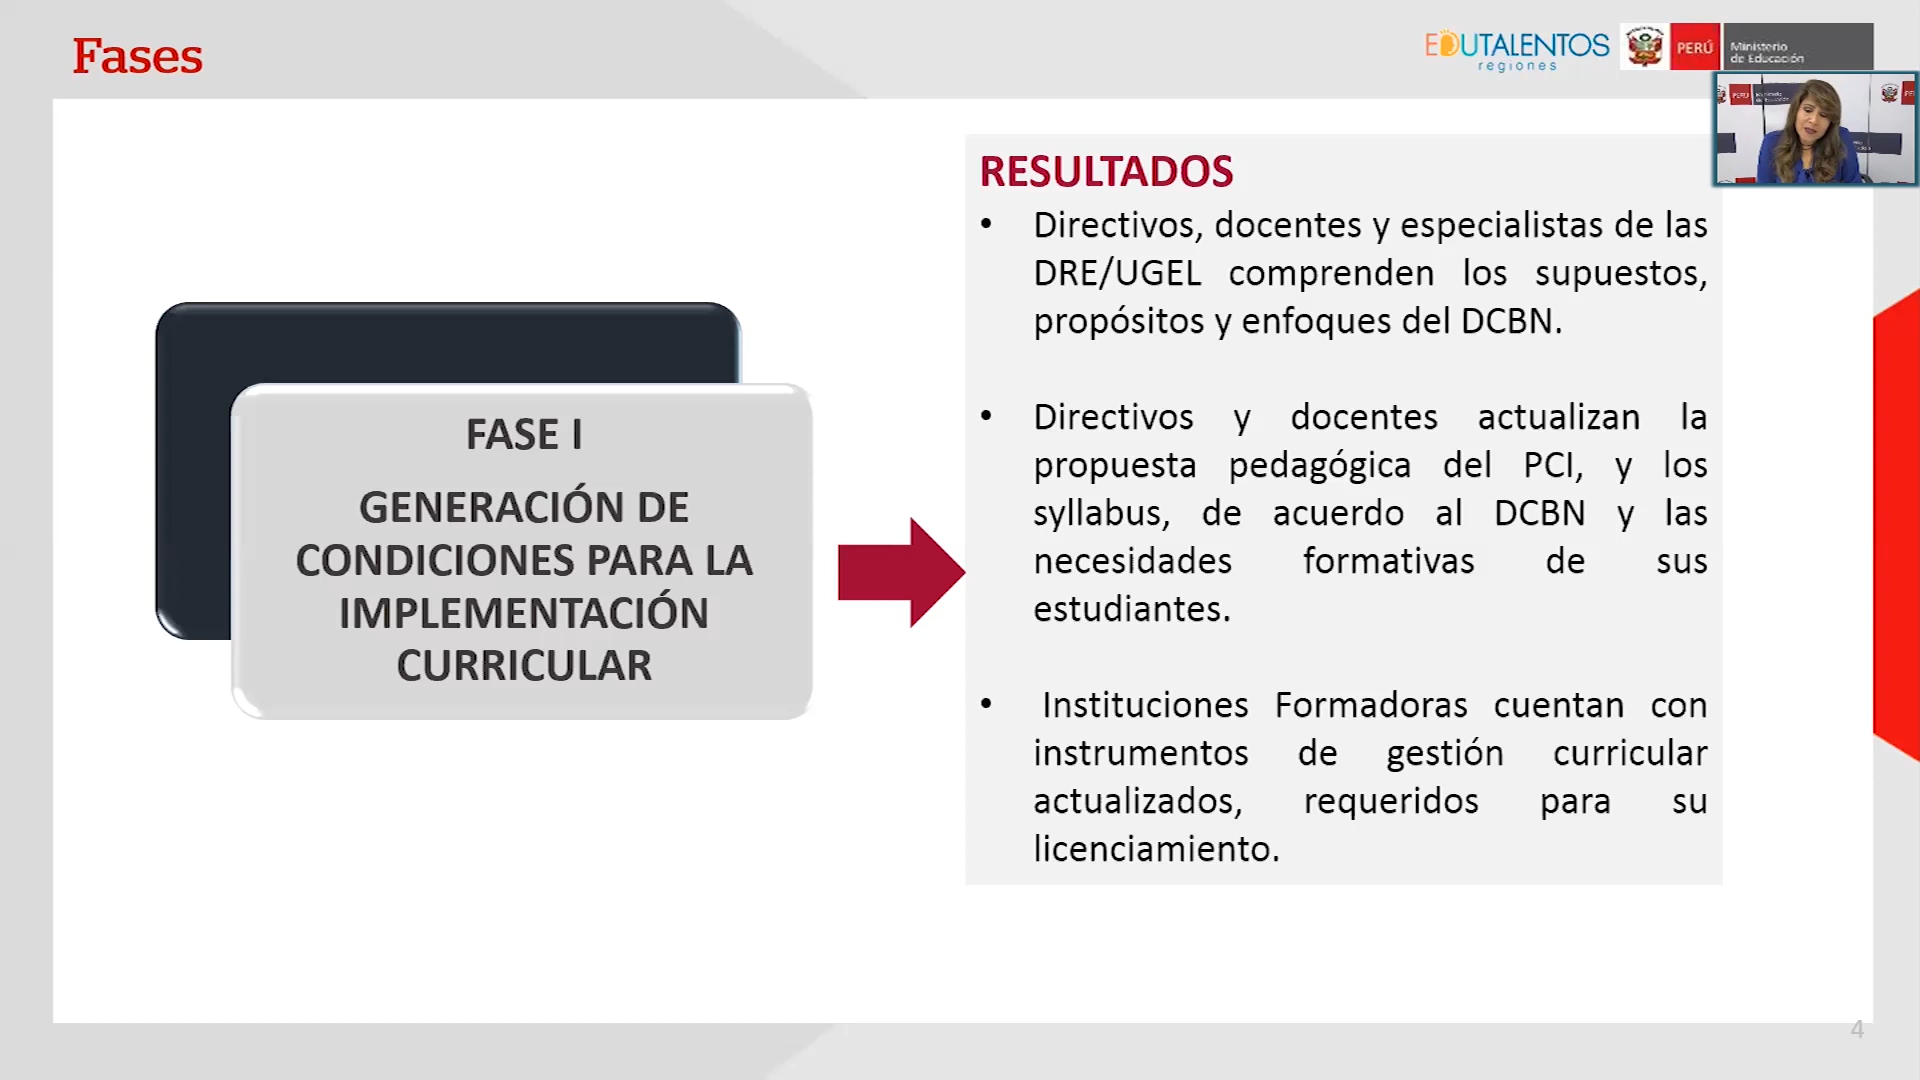 Fases
EDUTALENTOS
regiones
PERÚ
Ministerio
de Educación
RESULTADOS
• Directivos, docentes y especialistas de las
DRE/UGEL comprenden los supuestos,
propósitos y enfoques del DCBN.
• Directivos y docentes actualizan la
propuesta pedagógica del PCI, y los
syllabus, de acuerdo al DCBN y las
necesidades formativas de sus
estudiantes.
• Instituciones Formadoras cuentan con
instrumentos de gestión curricular
actualizados, requeridos para su
licenciamiento.
FASE I
GENERACIÓN DE
CONDICIONES PARA LA
IMPLEMENTACIÓN
CURRICULAR
4